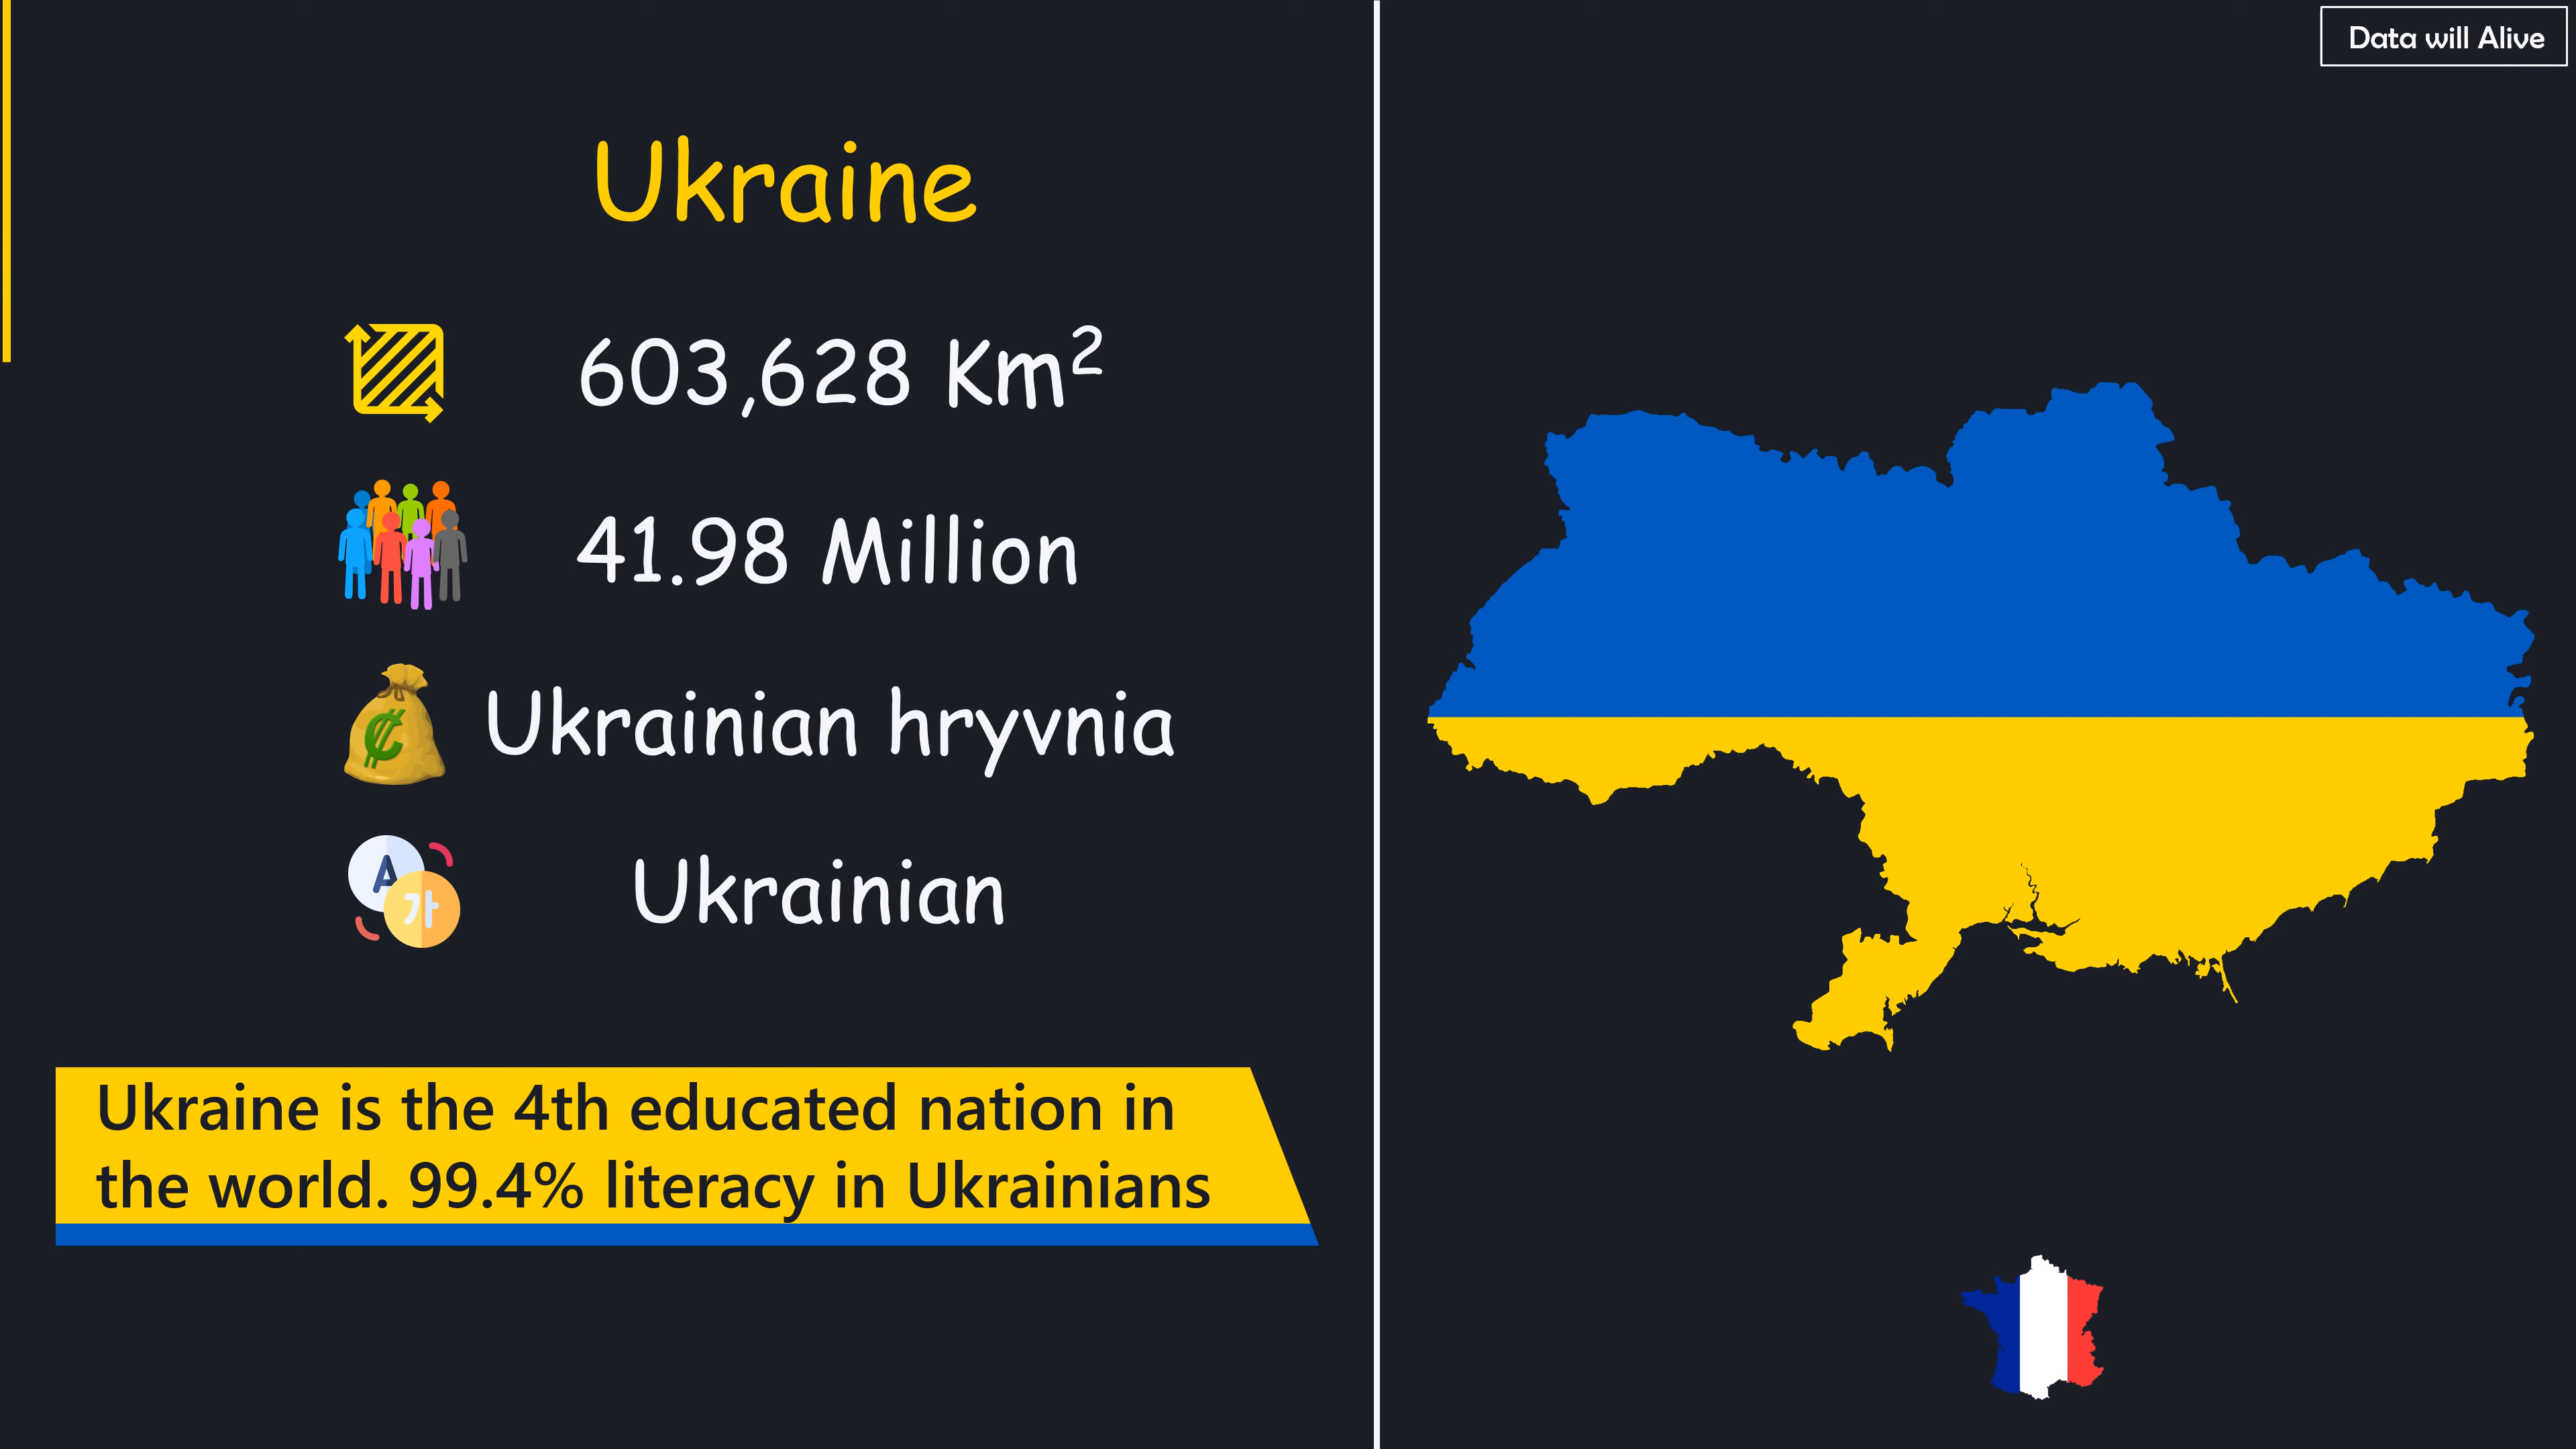 Data will Alive
Ukraine
603,628 Km²
41.98 Million
Ukrainian hryvnia
A
가
Ukrainian
Ukraine is the 4th educated nation in
the world. 99.4% literacy in Ukrainians